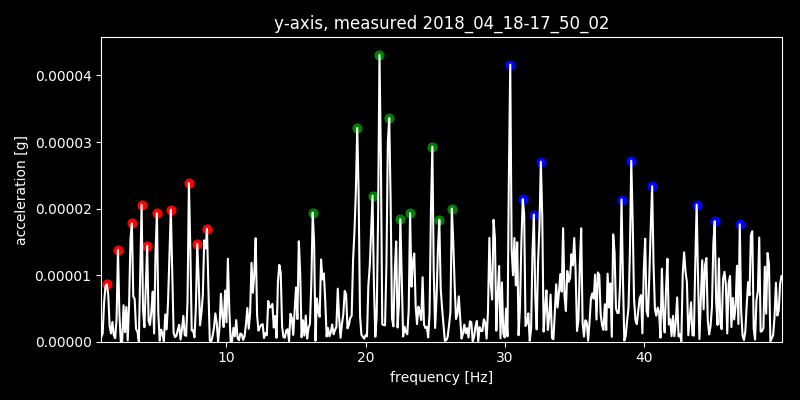 y-axis, measured 2018_04_18-17_50_02
0.00004
0.00003
0.00002
0.00001
0.00000
acceleration [g]
10 20 30 40
frequency [Hz]